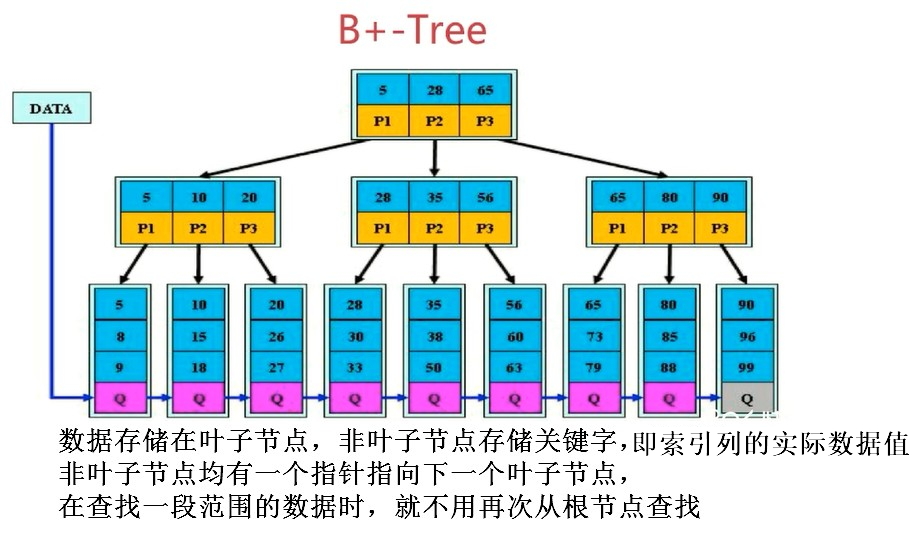 B+-Tree
DATA
5 28 65
P1 P2 P3
5 10 20
P1 P2 P3
28 35 56
P1 P2 P3
65 80 90
P1 P2 P3
5 10 20 28 35 56 65 80 90
8 15 26 30 38 60 73 85 96
9 18 27 33 50 63 79 88 99
Q Q Q Q Q Q Q Q Q
数据存储在叶子节点，非叶子节点存储关键字，即索引列的实际数据值
非叶子节点均有一个指针指向下一个叶子节点，
在查找一段范围的数据时，就不用再次从根节点查找